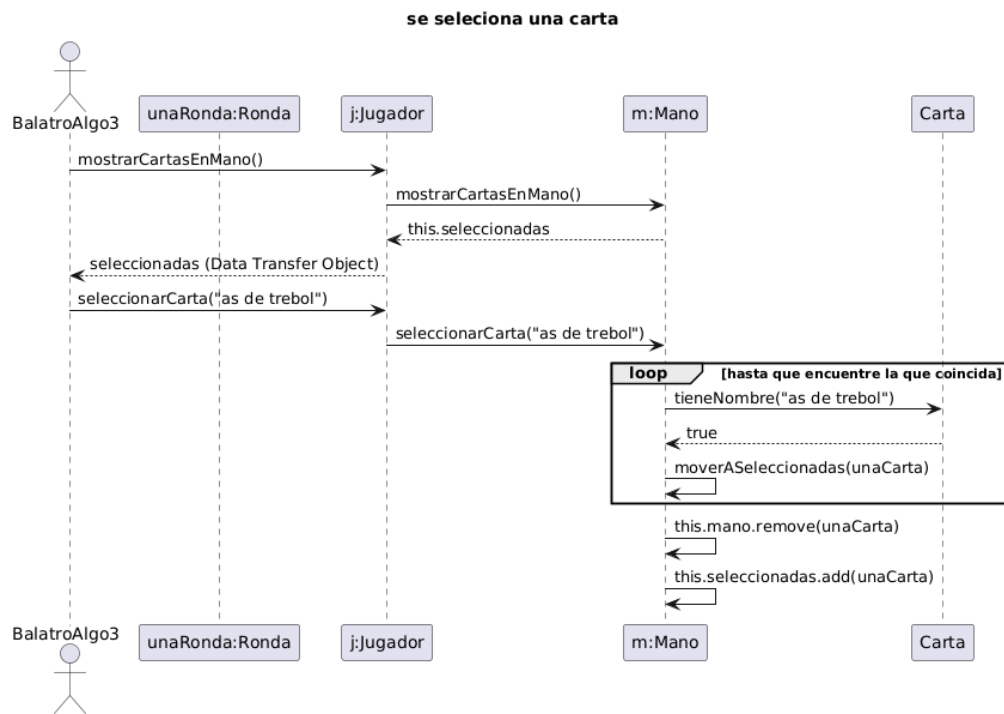 se seleciona una carta
BalatroAlgo3
unaRonda:Ronda
j:Jugador
m:Mano
Carta
mostrarCartasEnMano()
mostrarCartasEnMano()
this.seleccionadas
seleccionadas (Data Transfer Object)
seleccionarCarta("as de trebol")
seleccionarCarta("as de trebol")
loop [hasta que encuentre la que coincida]
tieneNombre("as de trebol")
true
moverASeleccionadas(unaCarta)
this.mano.remove(unaCarta)
this.seleccionadas.add(unaCarta)
BalatroAlgo3
unaRonda:Ronda
j:Jugador
m:Mano
Carta